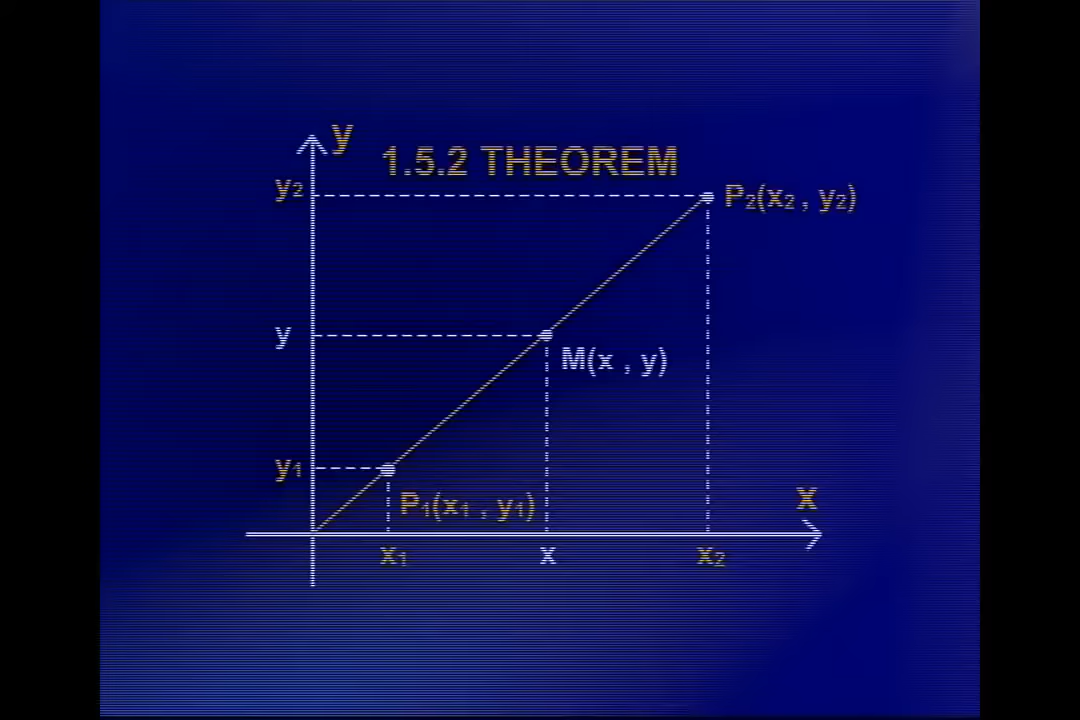 y
1.5.2 THEOREM
y₂
P₂(x₂ , y₂)
y
M(x , y)
y₁
P₁(x₁ , y₁)
X
x₁
x
x₂